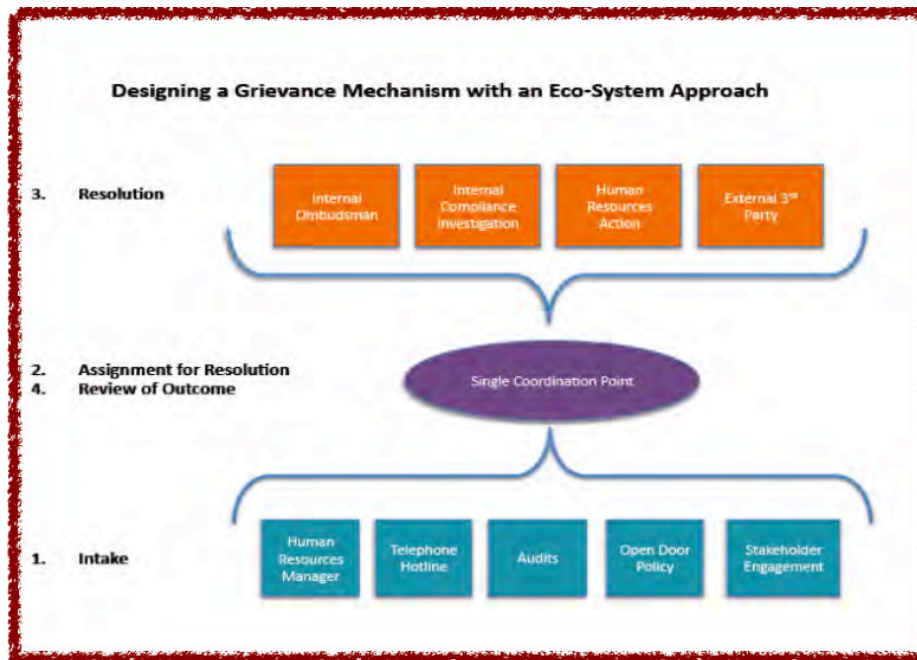 Designing a Grievance Mechanism with an Eco-System Approach
3. Resolution
Internal
Ombudsman
Internal
Compliance
Investigation
Human
Resources
Action
External 3rd
Party
2. Assignment for Resolution
4. Review of Outcome
Single Coordination Point
1. Intake
Human
Resources
Manager
Telephone
Hotline
Audits
Open Door
Policy
Stakeholder
Engagement